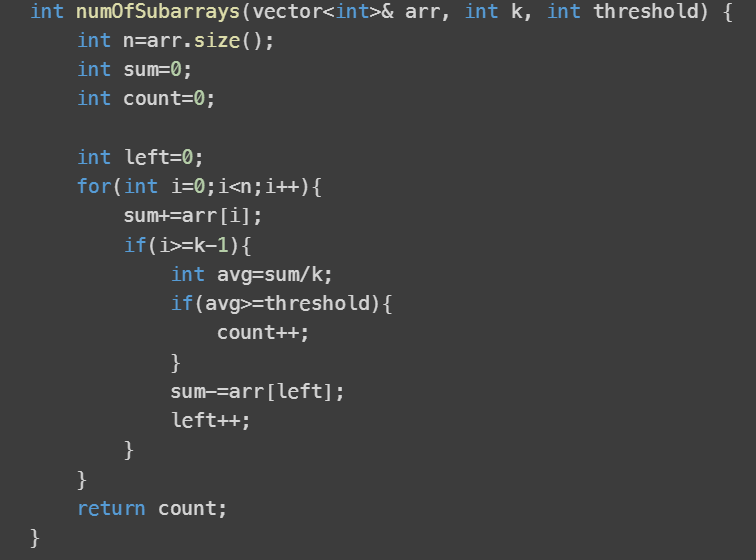 int numOfSubarrays(vector<int>& arr, int k, int threshold) {
    int n=arr.size();
    int sum=0;
    int count=0;

    int left=0;
    for(int i=0;i<n;i++){
        sum+=arr[i];
        if(i>=k-1){
            int avg=sum/k;
            if(avg>=threshold){
                count++;
            }
            sum-=arr[left];
            left++;
        }
    }
    return count;
}